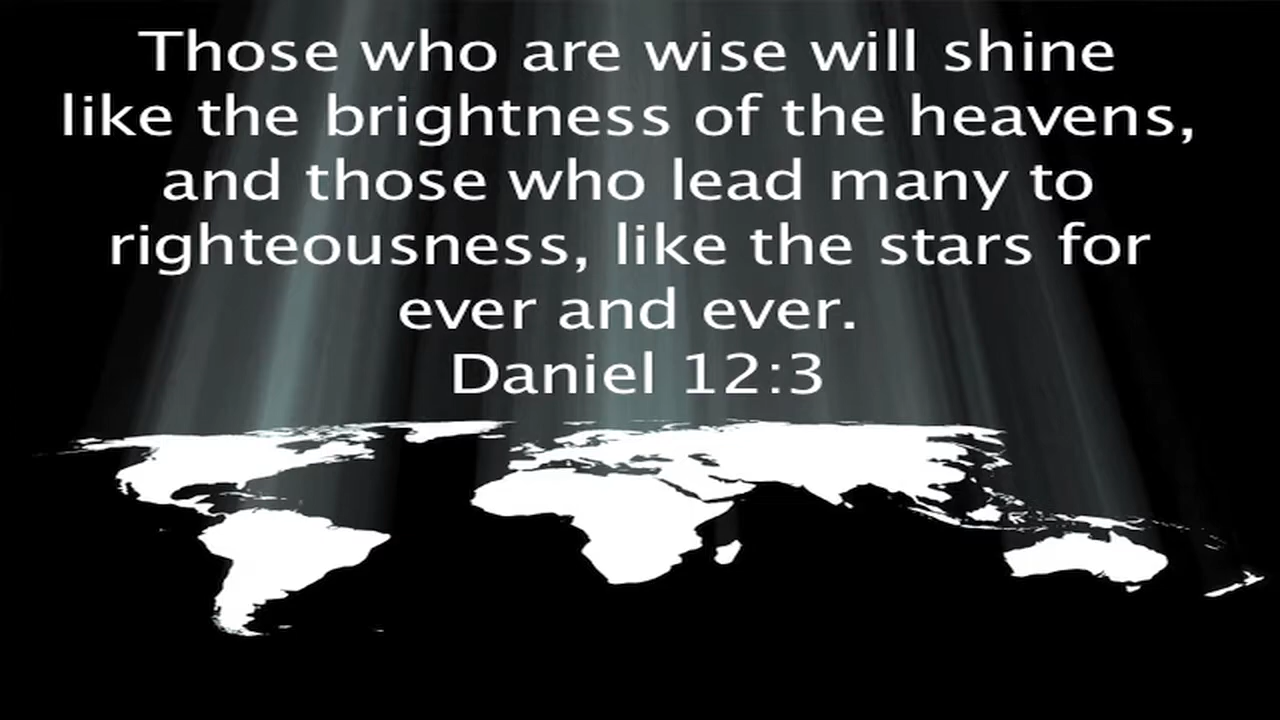 Those who are wise will shine
like the brightness of the heavens,
and those who lead many to
righteousness, like the stars for
ever and ever.
Daniel 12:3